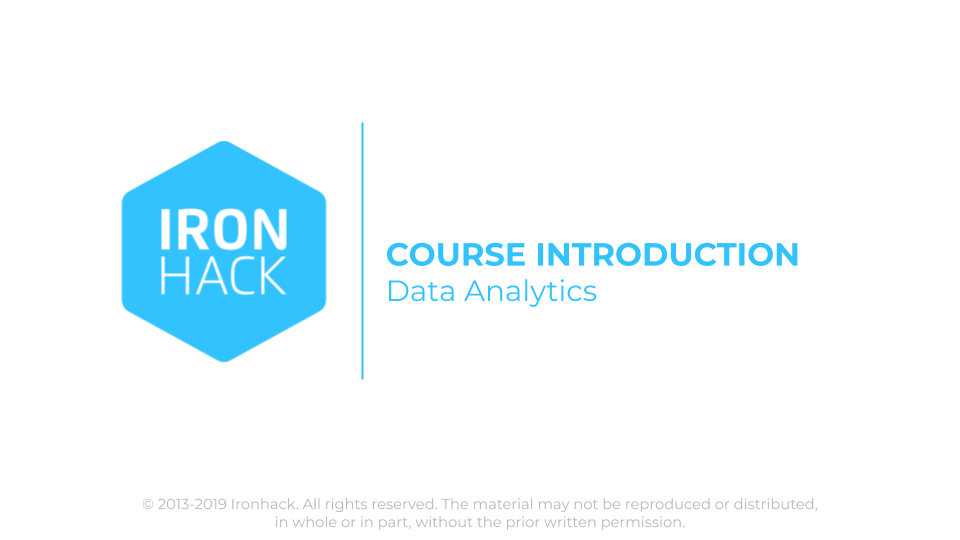 IRON
HACK
COURSE INTRODUCTION
Data Analytics
© 2013-2019 Ironhack. All rights reserved. The material may not be reproduced or distributed,
in whole or in part, without the prior written permission.